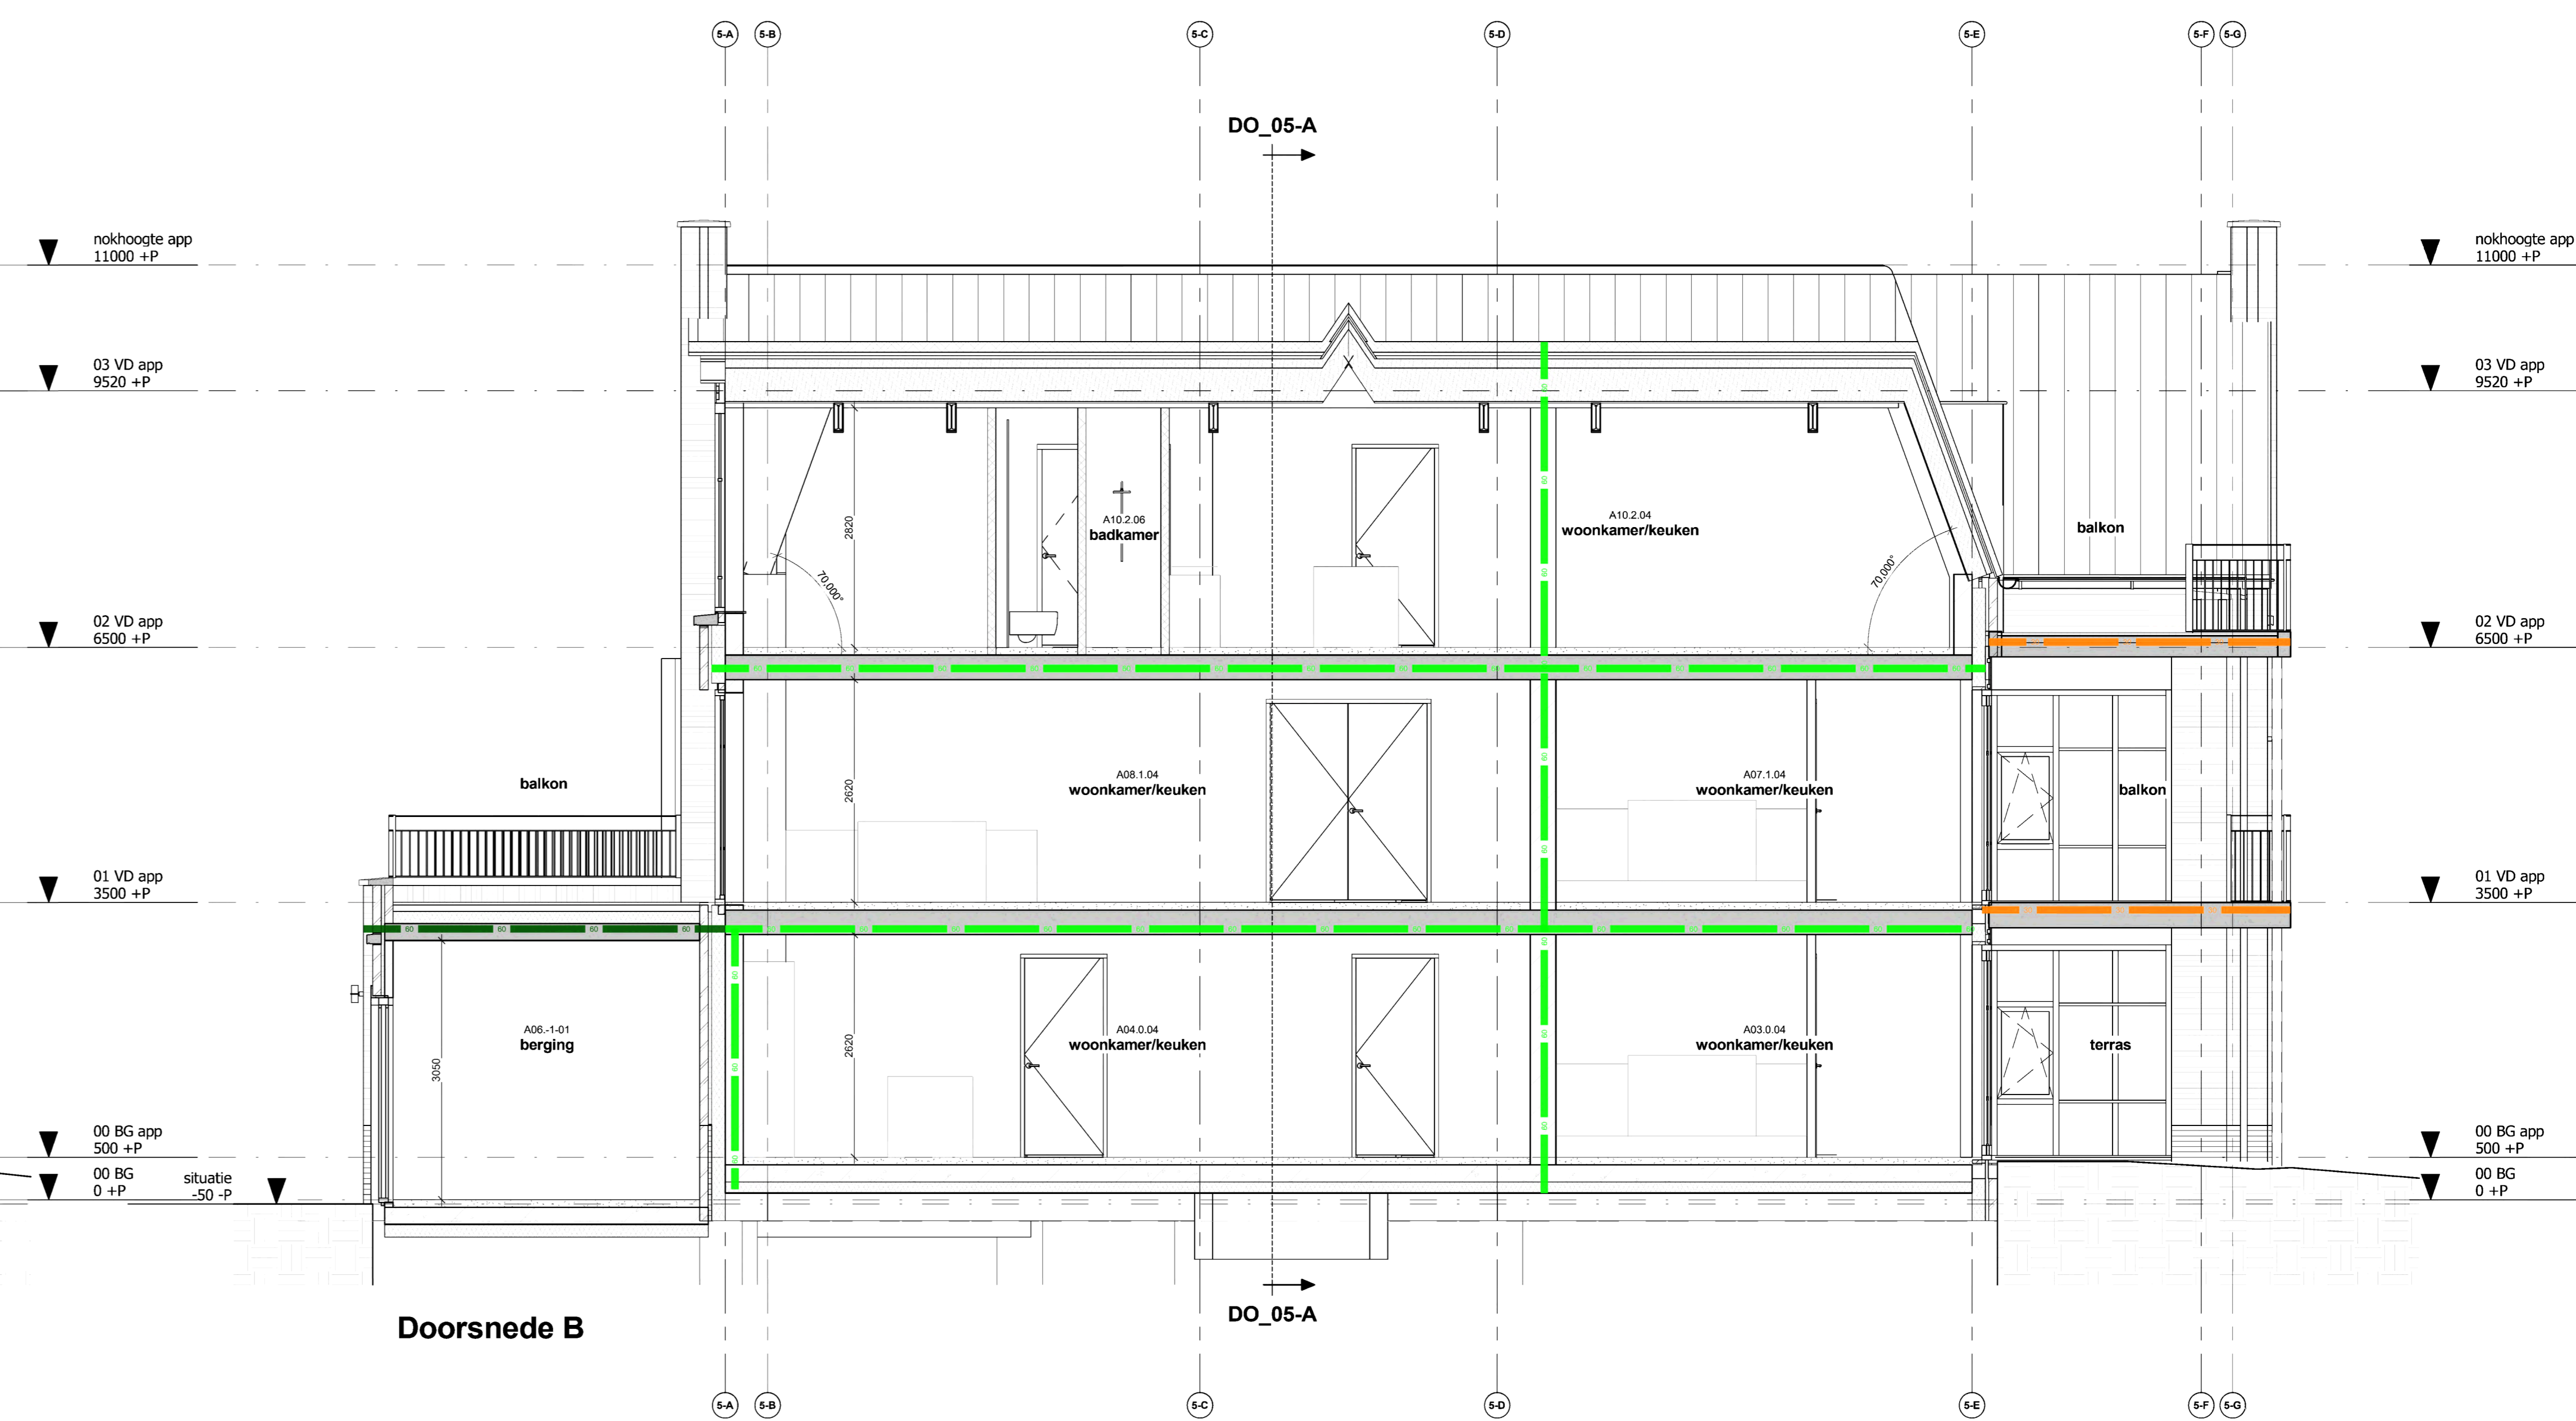 5-A 5-B 5-C 5-D 5-E 5-F 5-G
DO_05-A
nokhoogte app
11000 +P
nokhoogte app
11000 +P
03 VD app
9520 +P
03 VD app
9520 +P
2820
70,000°
A10.2.06
badkamer
A10.2.04
woonkamer/keuken
70,000°
balkon
02 VD app
6500 +P
02 VD app
6500 +P
balkon
2620
A08.1.04
woonkamer/keuken
A07.1.04
woonkamer/keuken
balkon
01 VD app
3500 +P
01 VD app
3500 +P
60 60 60 60
3050
A06.-1-01
berging
2620
A04.0.04
woonkamer/keuken
A03.0.04
woonkamer/keuken
terras
00 BG app
500 +P
00 BG app
500 +P
00 BG
0 +P
situatie
-50 -P
00 BG
0 +P
DO_05-A
Doorsnede B
5-A 5-B 5-C 5-D 5-E 5-F 5-G